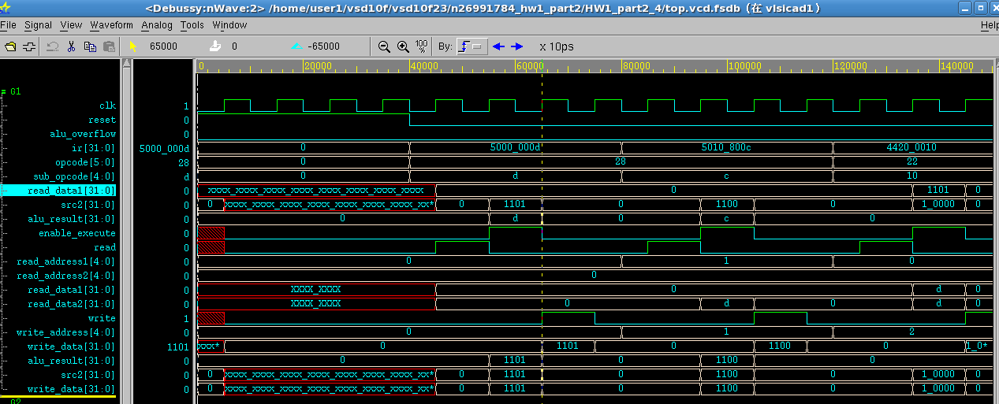 <Debussy:nWave:2> /home/user1/vsd10f/vsd10f23/n26991784_hw1_part2/HW1_part2_4/top.vcd.fsdb (在 vlsicad1)
File Signal View Waveform Analog Tools Window Help
65000 0 -65000 100% By: x 10ps
0 20000 40000 60000 80000 100000 120000 140000
G1
clk 1
reset 0
alu_overflow 0
ir[31:0] 5000_000d 0 5000_000d 5010_800c 4420_0010
opcode[5:0] 28 0 28 22
sub_opcode[4:0] d 0 d c 10
read_data1[31:0] 0 xxxx_xxxx_xxxx_xxxx_xxxx_xxxx_xxxx_xxxx 0 1101 0
src2[31:0] 0 0 xxxx_xxxx_xxxx_xxxx_xxxx_xxxx_xxxx_xx* 0 1101 0 1100 0 1_0000 0
alu_result[31:0] 0 0 d 0 c 0
enable_execute 0
read 0
read_address1[4:0] 0 0 1 0
read_address2[4:0] 0 0
read_data1[31:0] 0 XXXX_XXXX 0 d 0
read_data2[31:0] 0 XXXX_XXXX 0 d 0 d 0
write 1
write_address[4:0] 0 0 1 2
write_data[31:0] 1101 xxx* 0 1101 0 1100 0 1_0*
alu_result[31:0] 0 0 1101 0 1100 0
src2[31:0] 0 0 xxxx_xxxx_xxxx_xxxx_xxxx_xxxx_xxxx_xx* 0 1101 0 1100 0 1_0000 0
write_data[31:0] 0 0 xxxx_xxxx_xxxx_xxxx_xxxx_xxxx_xxxx_xx* 0 1101 0 1100 0 1_0000 0
G2